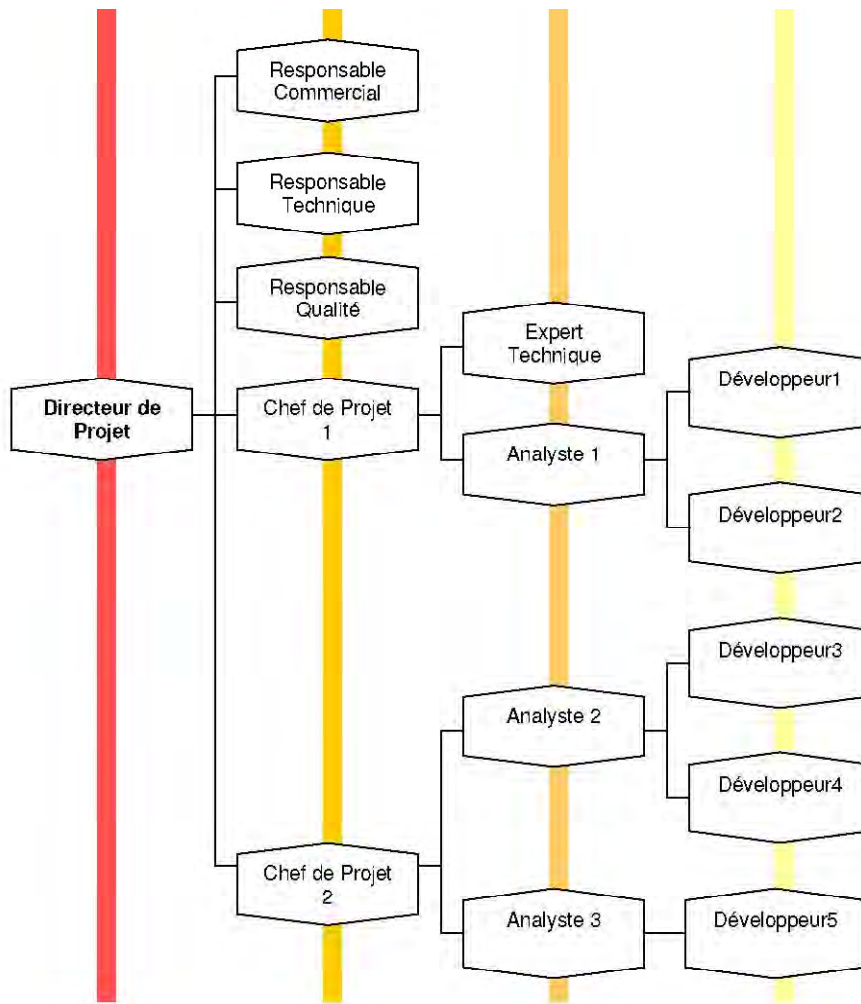 Responsable
Commercial
Responsable
Technique
Responsable
Qualité
Expert
Technique
Développeur1
Directeur de
Projet
Chef de Projet
1
Analyste 1
Développeur2
Développeur3
Analyste 2
Développeur4
Chef de Projet
2
Analyste 3
Développeur5